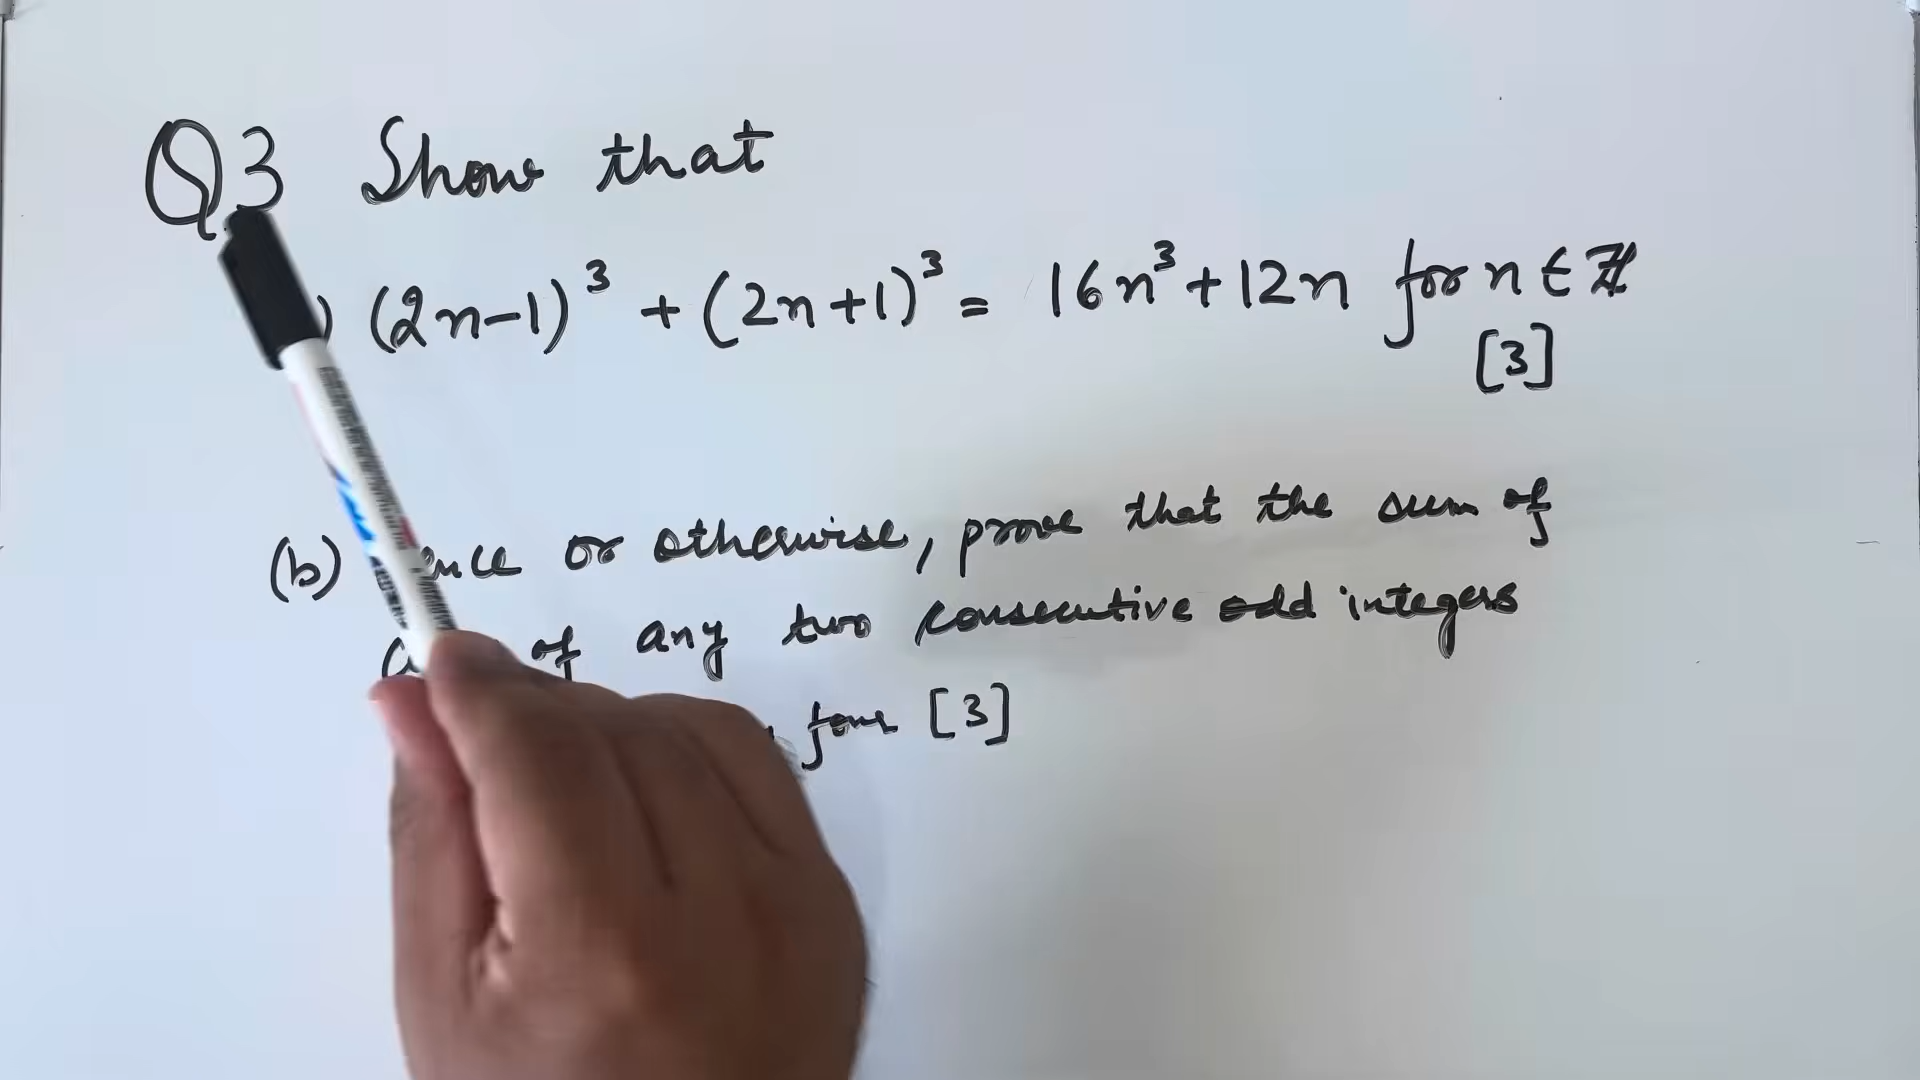 Q3 Show that
) (2n-1)³ + (2n+1)³ = 16n³+12n for n ∈ ℤ
[3]
(b) or otherwise, prove that the sum of
of any two consecutive odd integers
four [3]